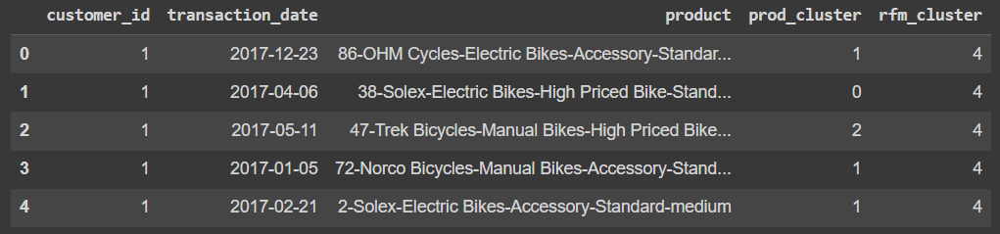 customer_id transaction_date product prod_cluster rfm_cluster
0 1 2017-12-23 86-OHM Cycles-Electric Bikes-Accessory-Standar... 1 4
1 1 2017-04-06 38-Solex-Electric Bikes-High Priced Bike-Stand... 0 4
2 1 2017-05-11 47-Trek Bicycles-Manual Bikes-High Priced Bike... 2 4
3 1 2017-01-05 72-Norco Bicycles-Manual Bikes-Accessory-Stand... 1 4
4 1 2017-02-21 2-Solex-Electric Bikes-Accessory-Standard-medium 1 4